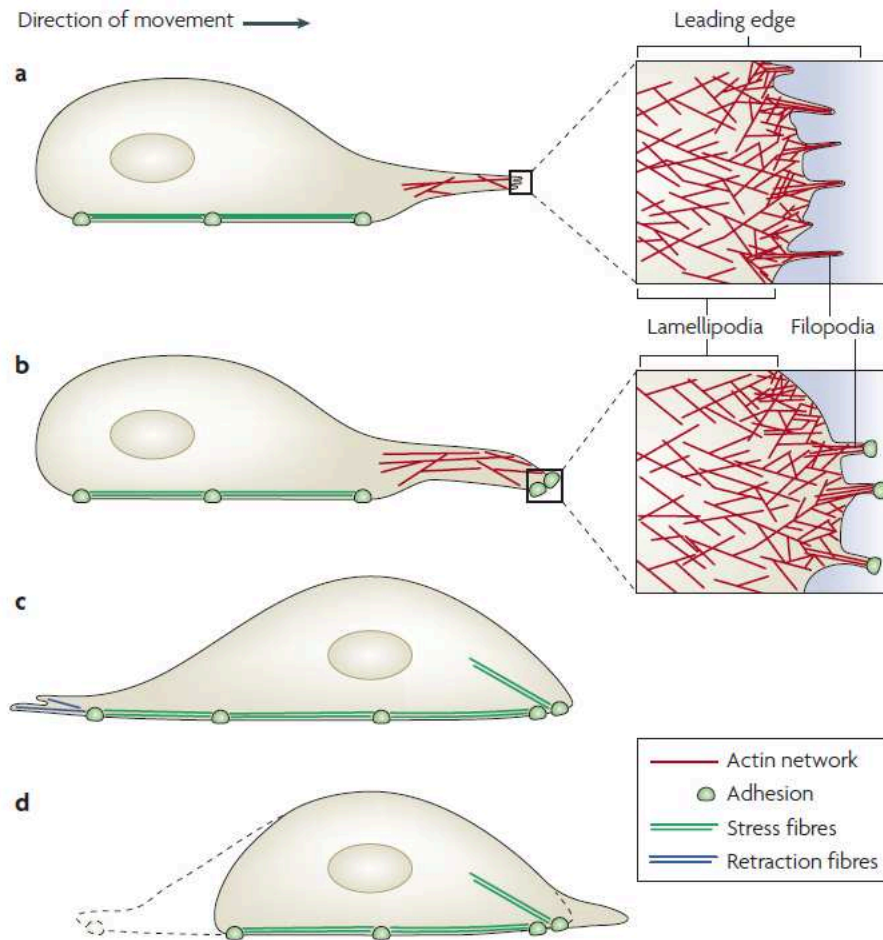 Direction of movement
Leading edge
a
Lamellipodia
Filopodia
b
c
Actin network
Adhesion
Stress fibres
Retraction fibres
d